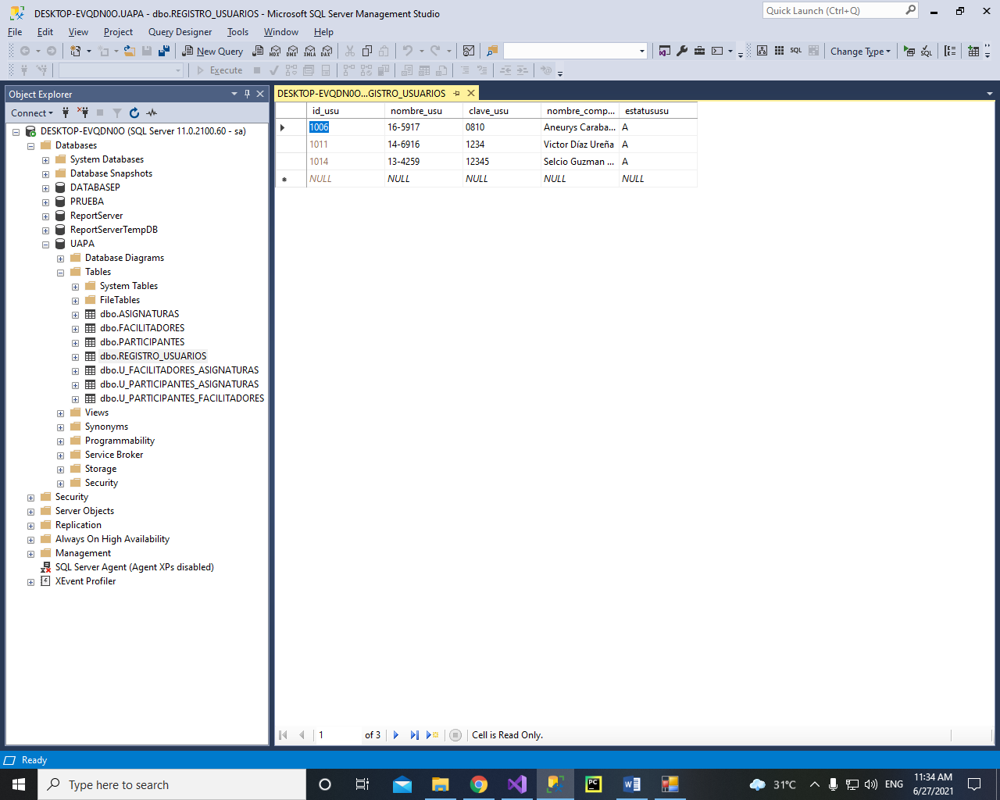 DESKTOP-EVQDN0O.UAPA - dbo.REGISTRO_USUARIOS - Microsoft SQL Server Management Studio
Quick Launch (Ctrl+Q)
File Edit View Project Query Designer Tools Window Help
New Query MDX DMX XMLA DAX SQL Change Type SQL
Execute
Object Explorer
DESKTOP-EVQDN0O...GISTRO_USUARIOS
Connect
id_usu nombre_usu clave_usu nombre_comp... estatususu
1006 16-5917 0810 Aneurys Caraba... A
1011 14-6916 1234 Victor Díaz Ureña A
1014 13-4259 12345 Selcio Guzman ... A
NULL NULL NULL NULL NULL
DESKTOP-EVQDN0O (SQL Server 11.0.2100.60 - sa)
Databases
System Databases
Database Snapshots
DATABASEP
PRUEBA
ReportServer
ReportServerTempDB
UAPA
Database Diagrams
Tables
System Tables
FileTables
dbo.ASIGNATURAS
dbo.FACILITADORES
dbo.PARTICIPANTES
dbo.REGISTRO_USUARIOS
dbo.U_FACILITADORES_ASIGNATURAS
dbo.U_PARTICIPANTES_ASIGNATURAS
dbo.U_PARTICIPANTES_FACILITADORES
Views
Synonyms
Programmability
Service Broker
Storage
Security
Security
Server Objects
Replication
Always On High Availability
Management
SQL Server Agent (Agent XPs disabled)
XEvent Profiler
1 of 3 Cell is Read Only.
Ready
Type here to search
PC
31°C
ENG
11:34 AM
6/27/2021